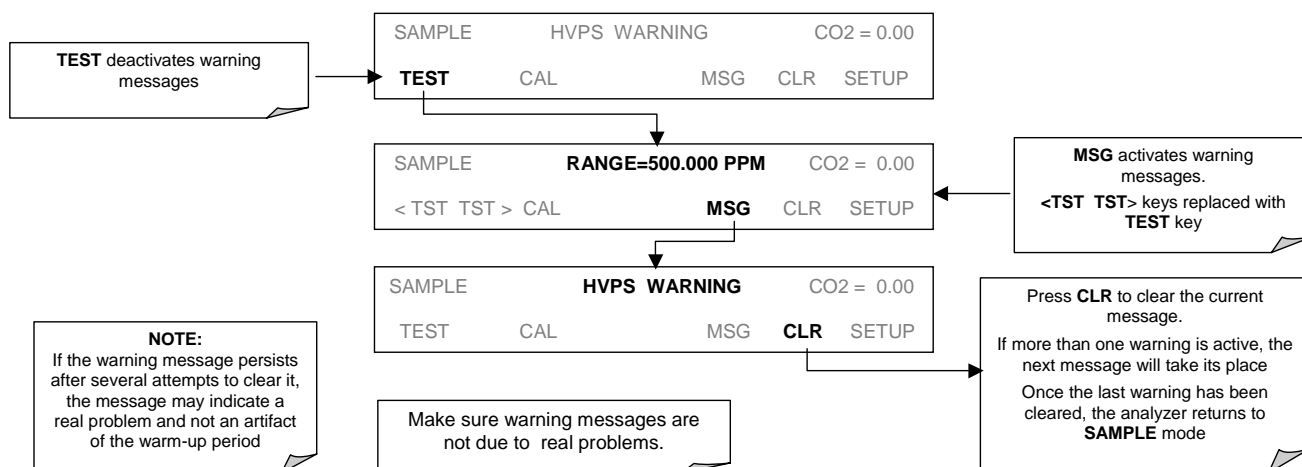 SAMPLE HVPS WARNING CO2 = 0.00
TEST CAL MSG CLR SETUP
TEST deactivates warning
messages
SAMPLE RANGE=500.000 PPM CO2 = 0.00
< TST TST > CAL MSG CLR SETUP
MSG activates warning
messages.
<TST TST> keys replaced with
TEST key
SAMPLE HVPS WARNING CO2 = 0.00
TEST CAL MSG CLR SETUP
Press CLR to clear the current
message.
If more than one warning is active, the
next message will take its place
Once the last warning has been
cleared, the analyzer returns to
SAMPLE mode
NOTE:
If the warning message persists
after several attempts to clear it,
the message may indicate a
real problem and not an artifact
of the warm-up period
Make sure warning messages are
not due to real problems.